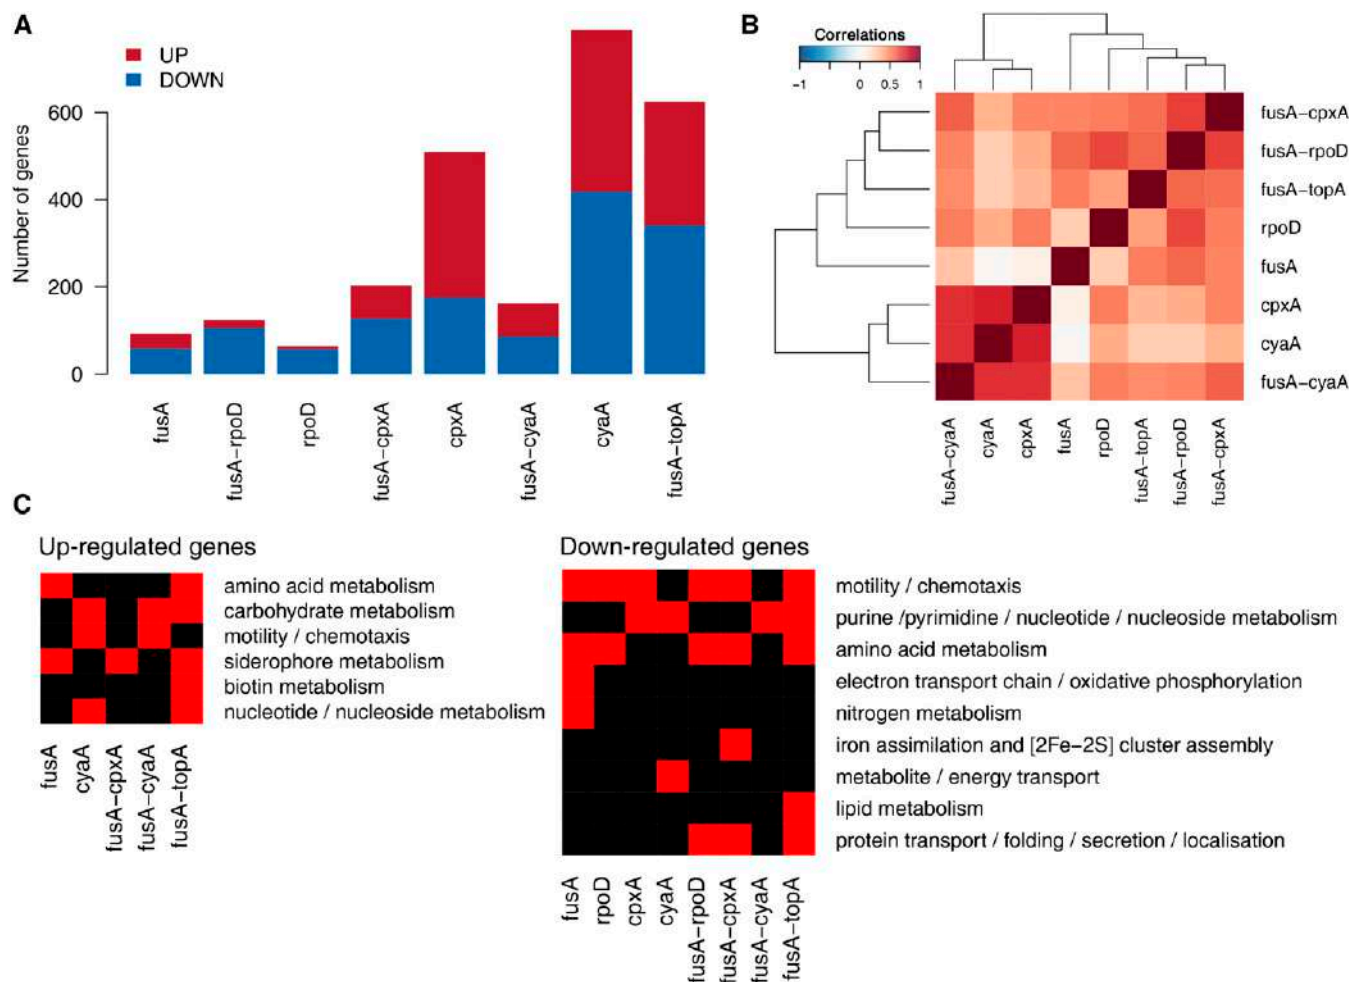 A
UP
DOWN
Number of genes
600
400
200
0
fusA
fusA-rpoD
rpoD
fusA-cpxA
cpxA
fusA-cyaA
cyaA
fusA-topA
B
Correlations
-1 0 0.5 1
fusA-cpxA
fusA-rpoD
fusA-topA
rpoD
fusA
cpxA
cyaA
fusA-cyaA
fusA-cyaA
cyaA
cpxA
fusA
rpoD
fusA-topA
fusA-rpoD
fusA-cpxA
C
Up-regulated genes
amino acid metabolism
carbohydrate metabolism
motility / chemotaxis
siderophore metabolism
biotin metabolism
nucleotide / nucleoside metabolism
fusA
cyaA
fusA-cpxA
fusA-cyaA
fusA-topA
Down-regulated genes
motility / chemotaxis
purine /pyrimidine / nucleotide / nucleoside metabolism
amino acid metabolism
electron transport chain / oxidative phosphorylation
nitrogen metabolism
iron assimilation and [2Fe-2S] cluster assembly
metabolite / energy transport
lipid metabolism
protein transport / folding / secretion / localisation
fusA
rpoD
cpxA
cyaA
fusA-rpoD
fusA-cpxA
fusA-cyaA
fusA-topA